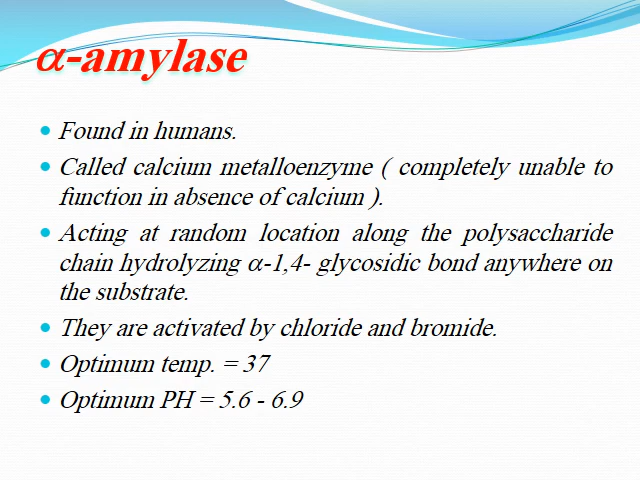 α-amylase
• Found in humans.
• Called calcium metalloenzyme ( completely unable to
function in absence of calcium ).
• Acting at random location along the polysaccharide
chain hydrolyzing α-1,4- glycosidic bond anywhere on
the substrate.
• They are activated by chloride and bromide.
• Optimum temp. = 37
• Optimum PH = 5.6 - 6.9